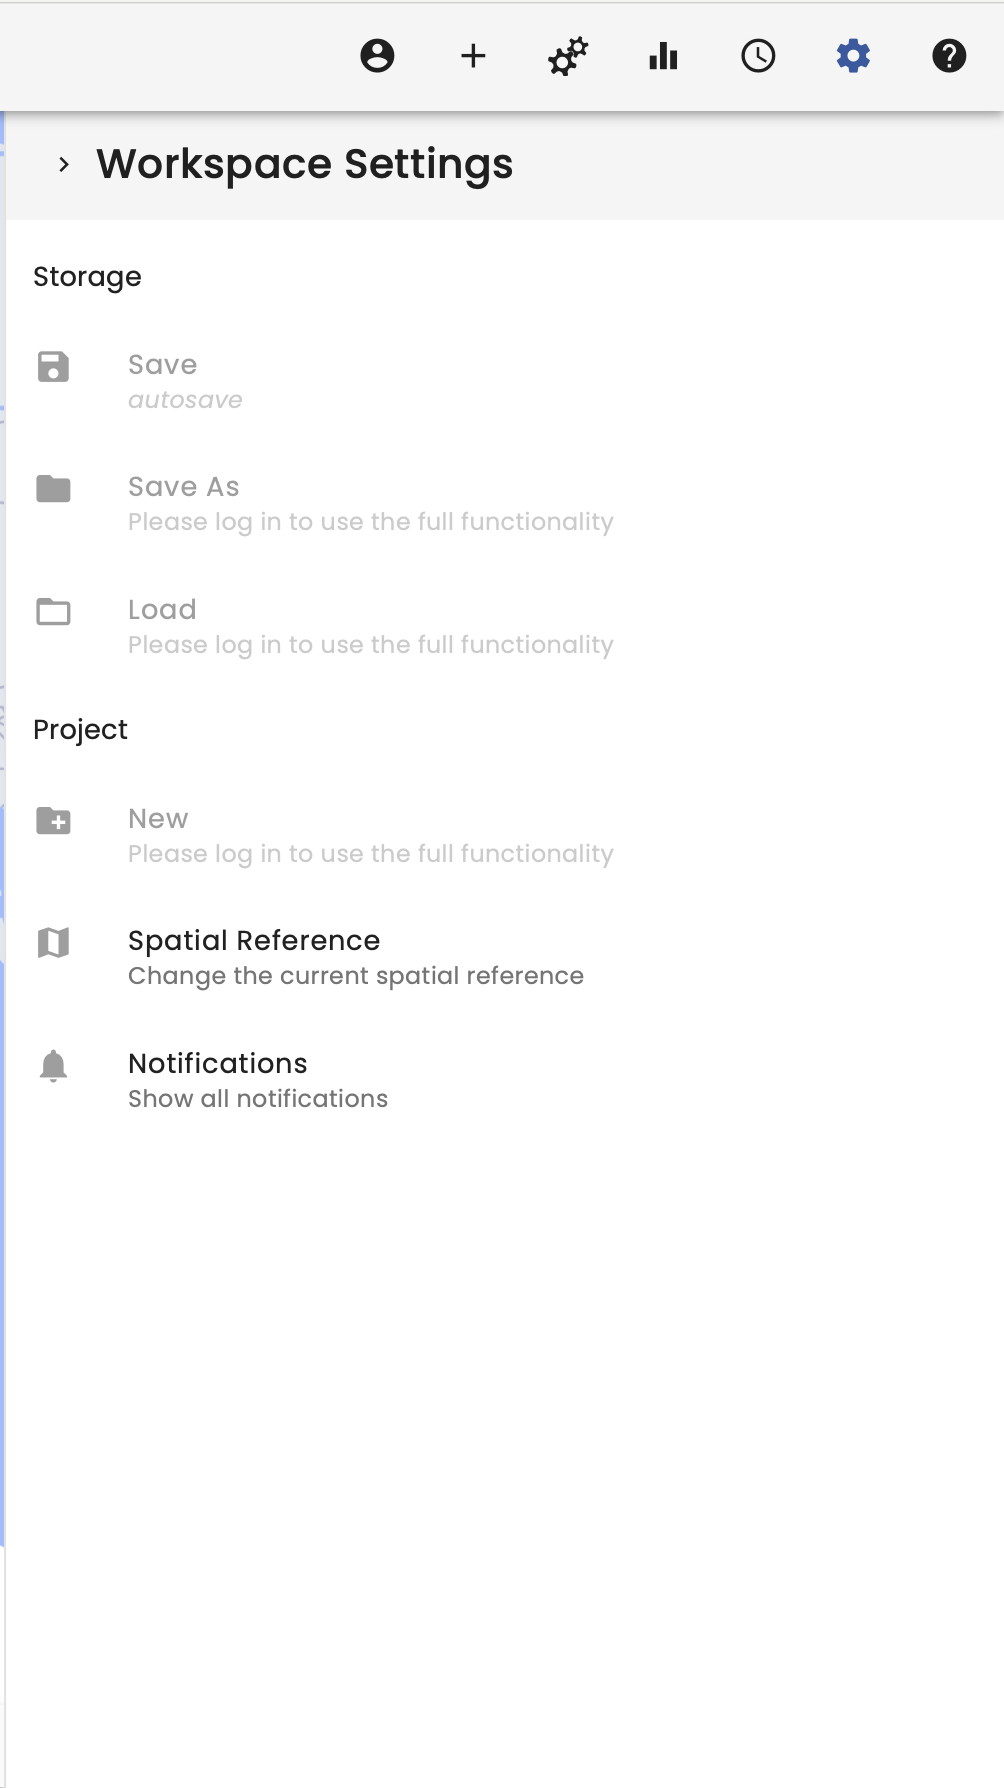 Workspace Settings
Storage
Save
autosave
Save As
Please log in to use the full functionality
Load
Please log in to use the full functionality
Project
New
Please log in to use the full functionality
Spatial Reference
Change the current spatial reference
Notifications
Show all notifications